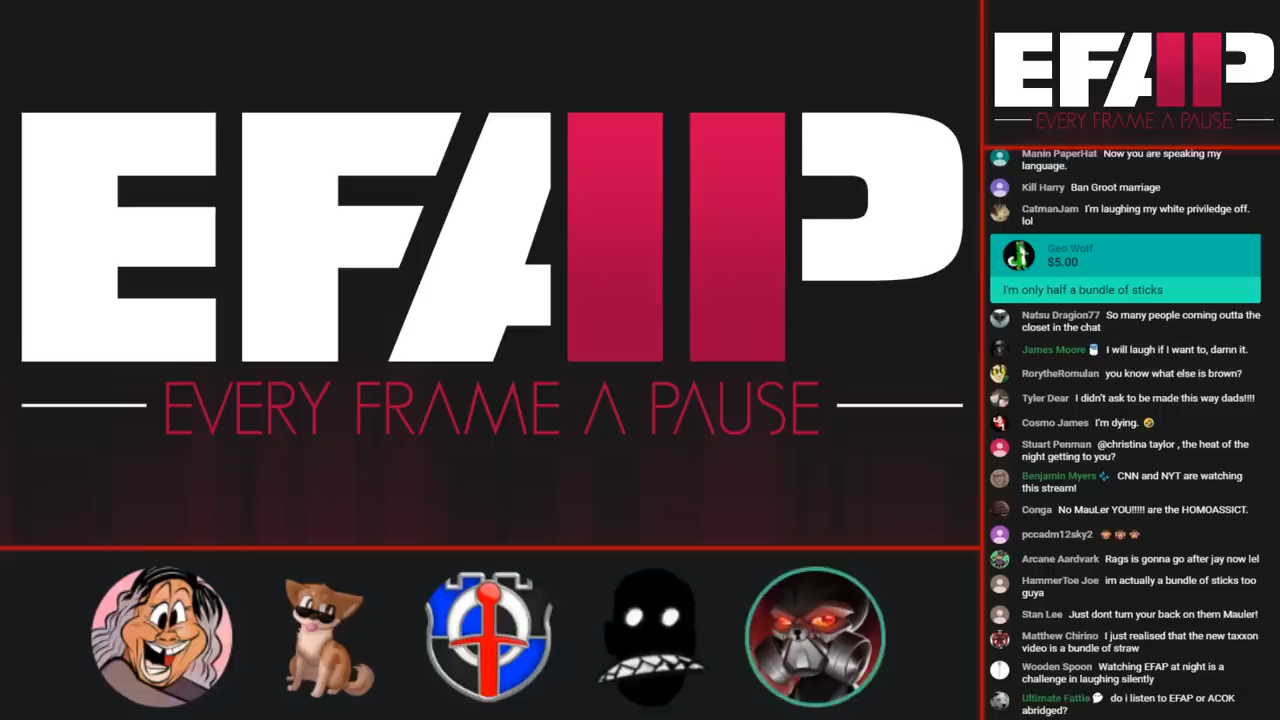 EFAP
EVERY FRAME A PAUSE
EFAP
EVERY FRAME A PAUSE
Manin PaperHat Now you are speaking my
language.
Kill Harry Ban Groot marriage
CatmanJam I'm laughing my white priviledge off.
lol
Geo Wolf
$5.00
I'm only half a bundle of sticks
Natsu Dragion77 So many people coming outta the
closet in the chat
James Moore I will laugh if I want to, damn it.
RorytheRomulan you know what else is brown?
Tyler Dear I didn't ask to be made this way dads!!!!
Cosmo James I'm dying. 🤣
Stuart Penman @christina taylor , the heat of the
night getting to you?
Benjamin Myers CNN and NYT are watching
this stream!
Conga No MauLer YOU!!!!! are the HOMOASSICT.
pccadm12sky2 🙈🙉🙊
Arcane Aardvark Rags is gonna go after jay now lel
HammerToe Joe im actually a bundle of sticks too
guya
Stan Lee Just dont turn your back on them Mauler!
Matthew Chirino I just realised that the new taxxon
video is a bundle of straw
Wooden Spoon Watching EFAP at night is a
challenge in laughing silently
Ultimate Fattio do i listen to EFAP or ACOK
abridged?